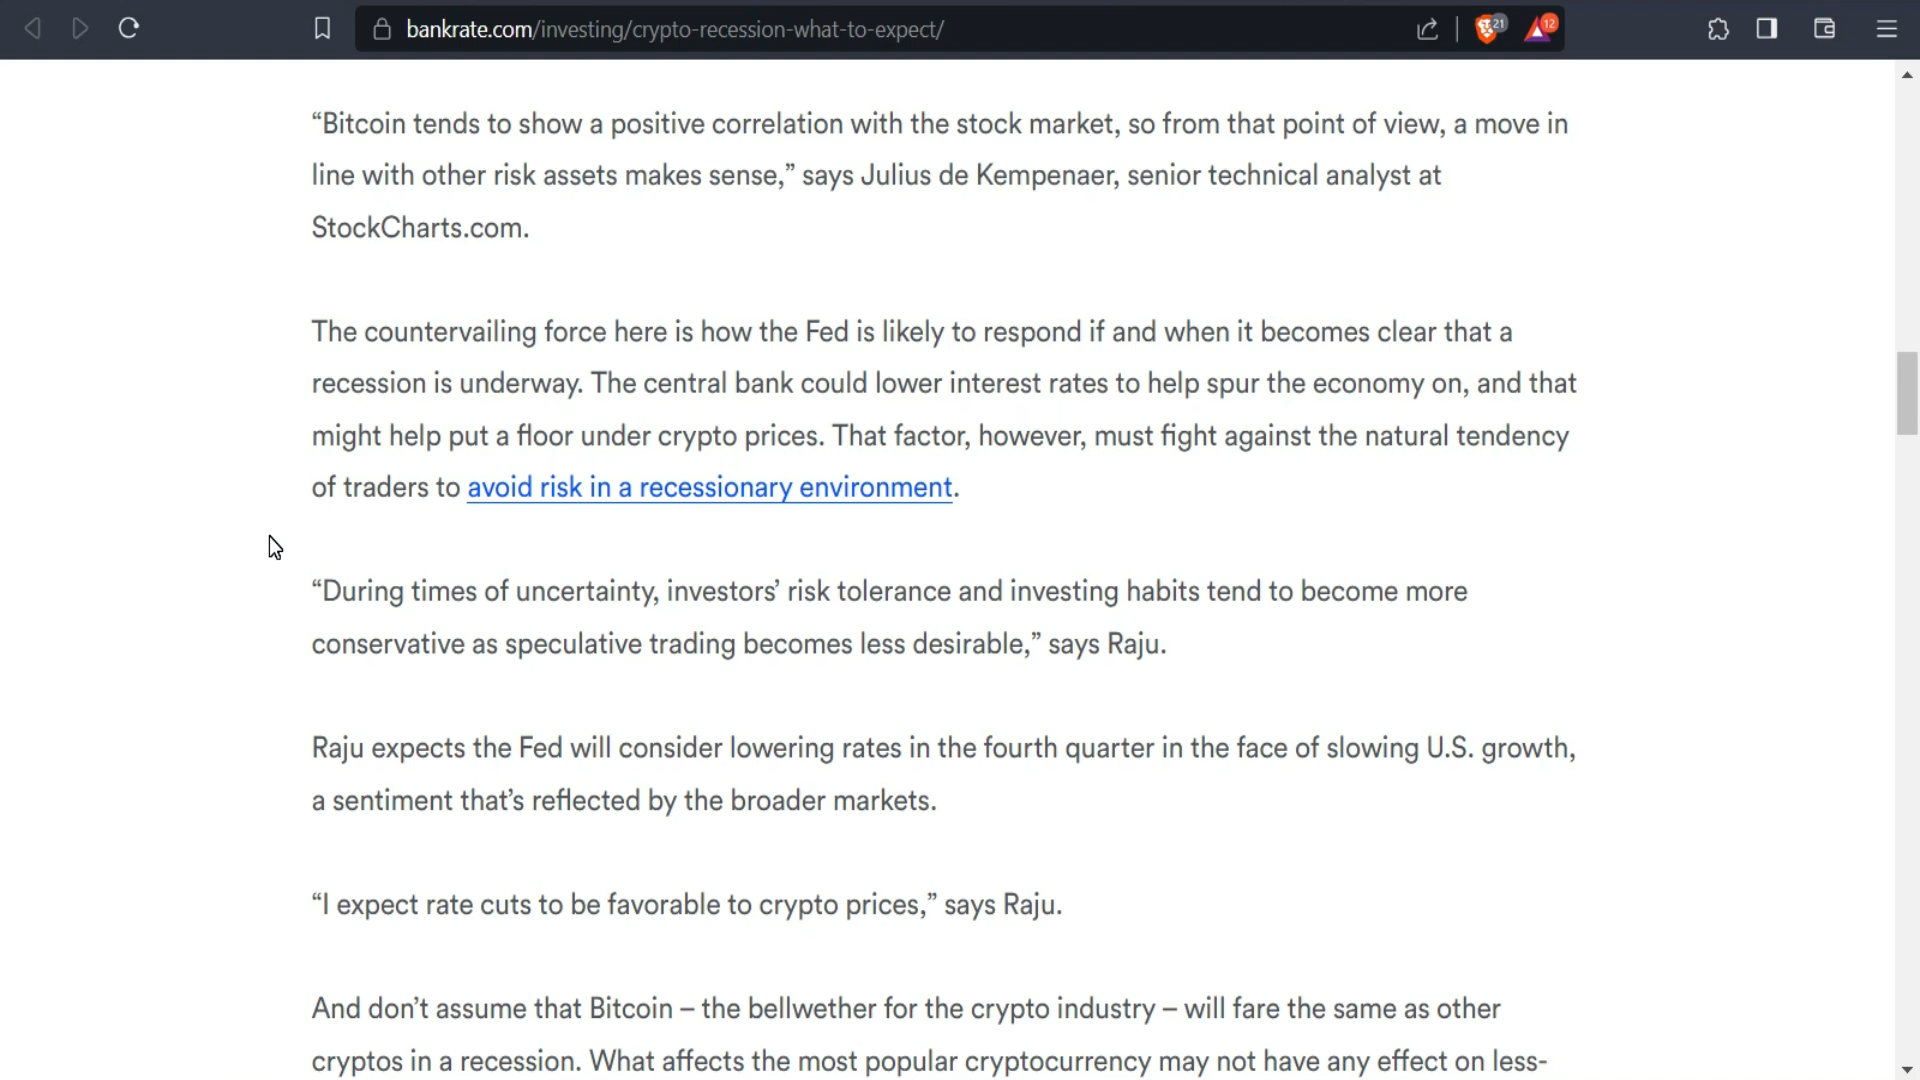 bankrate.com/investing/crypto-recession-what-to-expect/
21
12
“Bitcoin tends to show a positive correlation with the stock market, so from that point of view, a move in
line with other risk assets makes sense,” says Julius de Kempenaer, senior technical analyst at
StockCharts.com.
The countervailing force here is how the Fed is likely to respond if and when it becomes clear that a
recession is underway. The central bank could lower interest rates to help spur the economy on, and that
might help put a floor under crypto prices. That factor, however, must fight against the natural tendency
of traders to avoid risk in a recessionary environment.
“During times of uncertainty, investors’ risk tolerance and investing habits tend to become more
conservative as speculative trading becomes less desirable,” says Raju.
Raju expects the Fed will consider lowering rates in the fourth quarter in the face of slowing U.S. growth,
a sentiment that’s reflected by the broader markets.
“I expect rate cuts to be favorable to crypto prices,” says Raju.
And don’t assume that Bitcoin – the bellwether for the crypto industry – will fare the same as other
cryptos in a recession. What affects the most popular cryptocurrency may not have any effect on less-